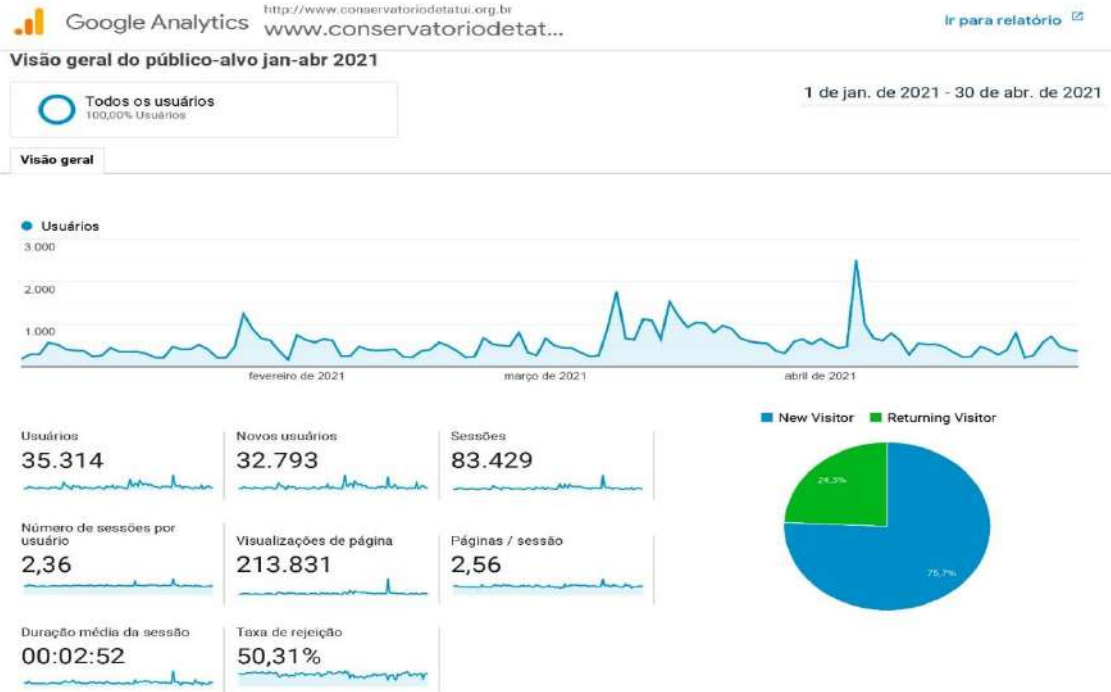 http://www.conservatoriodetatui.org.br
Google Analytics www.conservatoriodetat...
Ir para relatório
Visão geral do público-alvo jan-abr 2021
Todos os usuários
100,00% Usuários
1 de jan. de 2021 - 30 de abr. de 2021
Visão geral
Usuários
3.000
2.000
1.000
fevereiro de 2021 março de 2021 abril de 2021
New Visitor Returning Visitor
Usuários Novos usuários Sessões
35.314 32.793 83.429
24,3%
Número de sessões por
usuário Visualizações de página Páginas / sessão
2,36 213.831 2,56
75,7%
Duração média da sessão Taxa de rejeição
00:02:52 50,31%